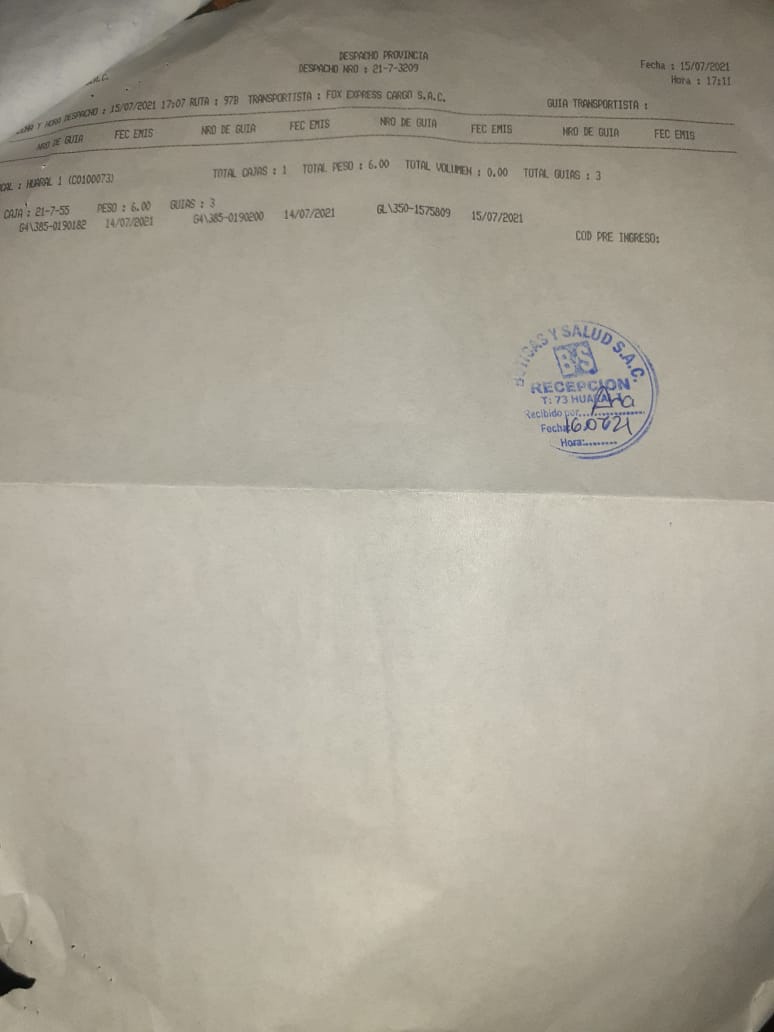 DESPACHO PROVINCIA
DESPACHO NRO : 21-7-3209
Fecha : 15/07/2021
Hora : 17:11
Y HORA DESPACHO : 15/07/2021 17:07 RUTA : 97B TRANSPORTISTA : FOX EXPRESS CARGO S.A.C. GUIA TRANSPORTISTA :
NRO DE GUIA FEC EMIS NRO DE GUIA FEC EMIS NRO DE GUIA FEC EMIS NRO DE GUIA FEC EMIS
: HUARAL 1 (C0100073) TOTAL CAJAS : 1 TOTAL PESO : 6.00 TOTAL VOLUMEN : 0.00 TOTAL GUIAS : 3
CAJA : 21-7-55 PESO : 6.00 GUIAS : 3
G4\385-0190182 14/07/2021 G4\385-0190200 14/07/2021 GL\350-1575809 15/07/2021
COD PRE INGRESO:
Y SALUD S.A.C.
B S
RECEPCION
T: 73
Recibido por
Fecha
Hora: